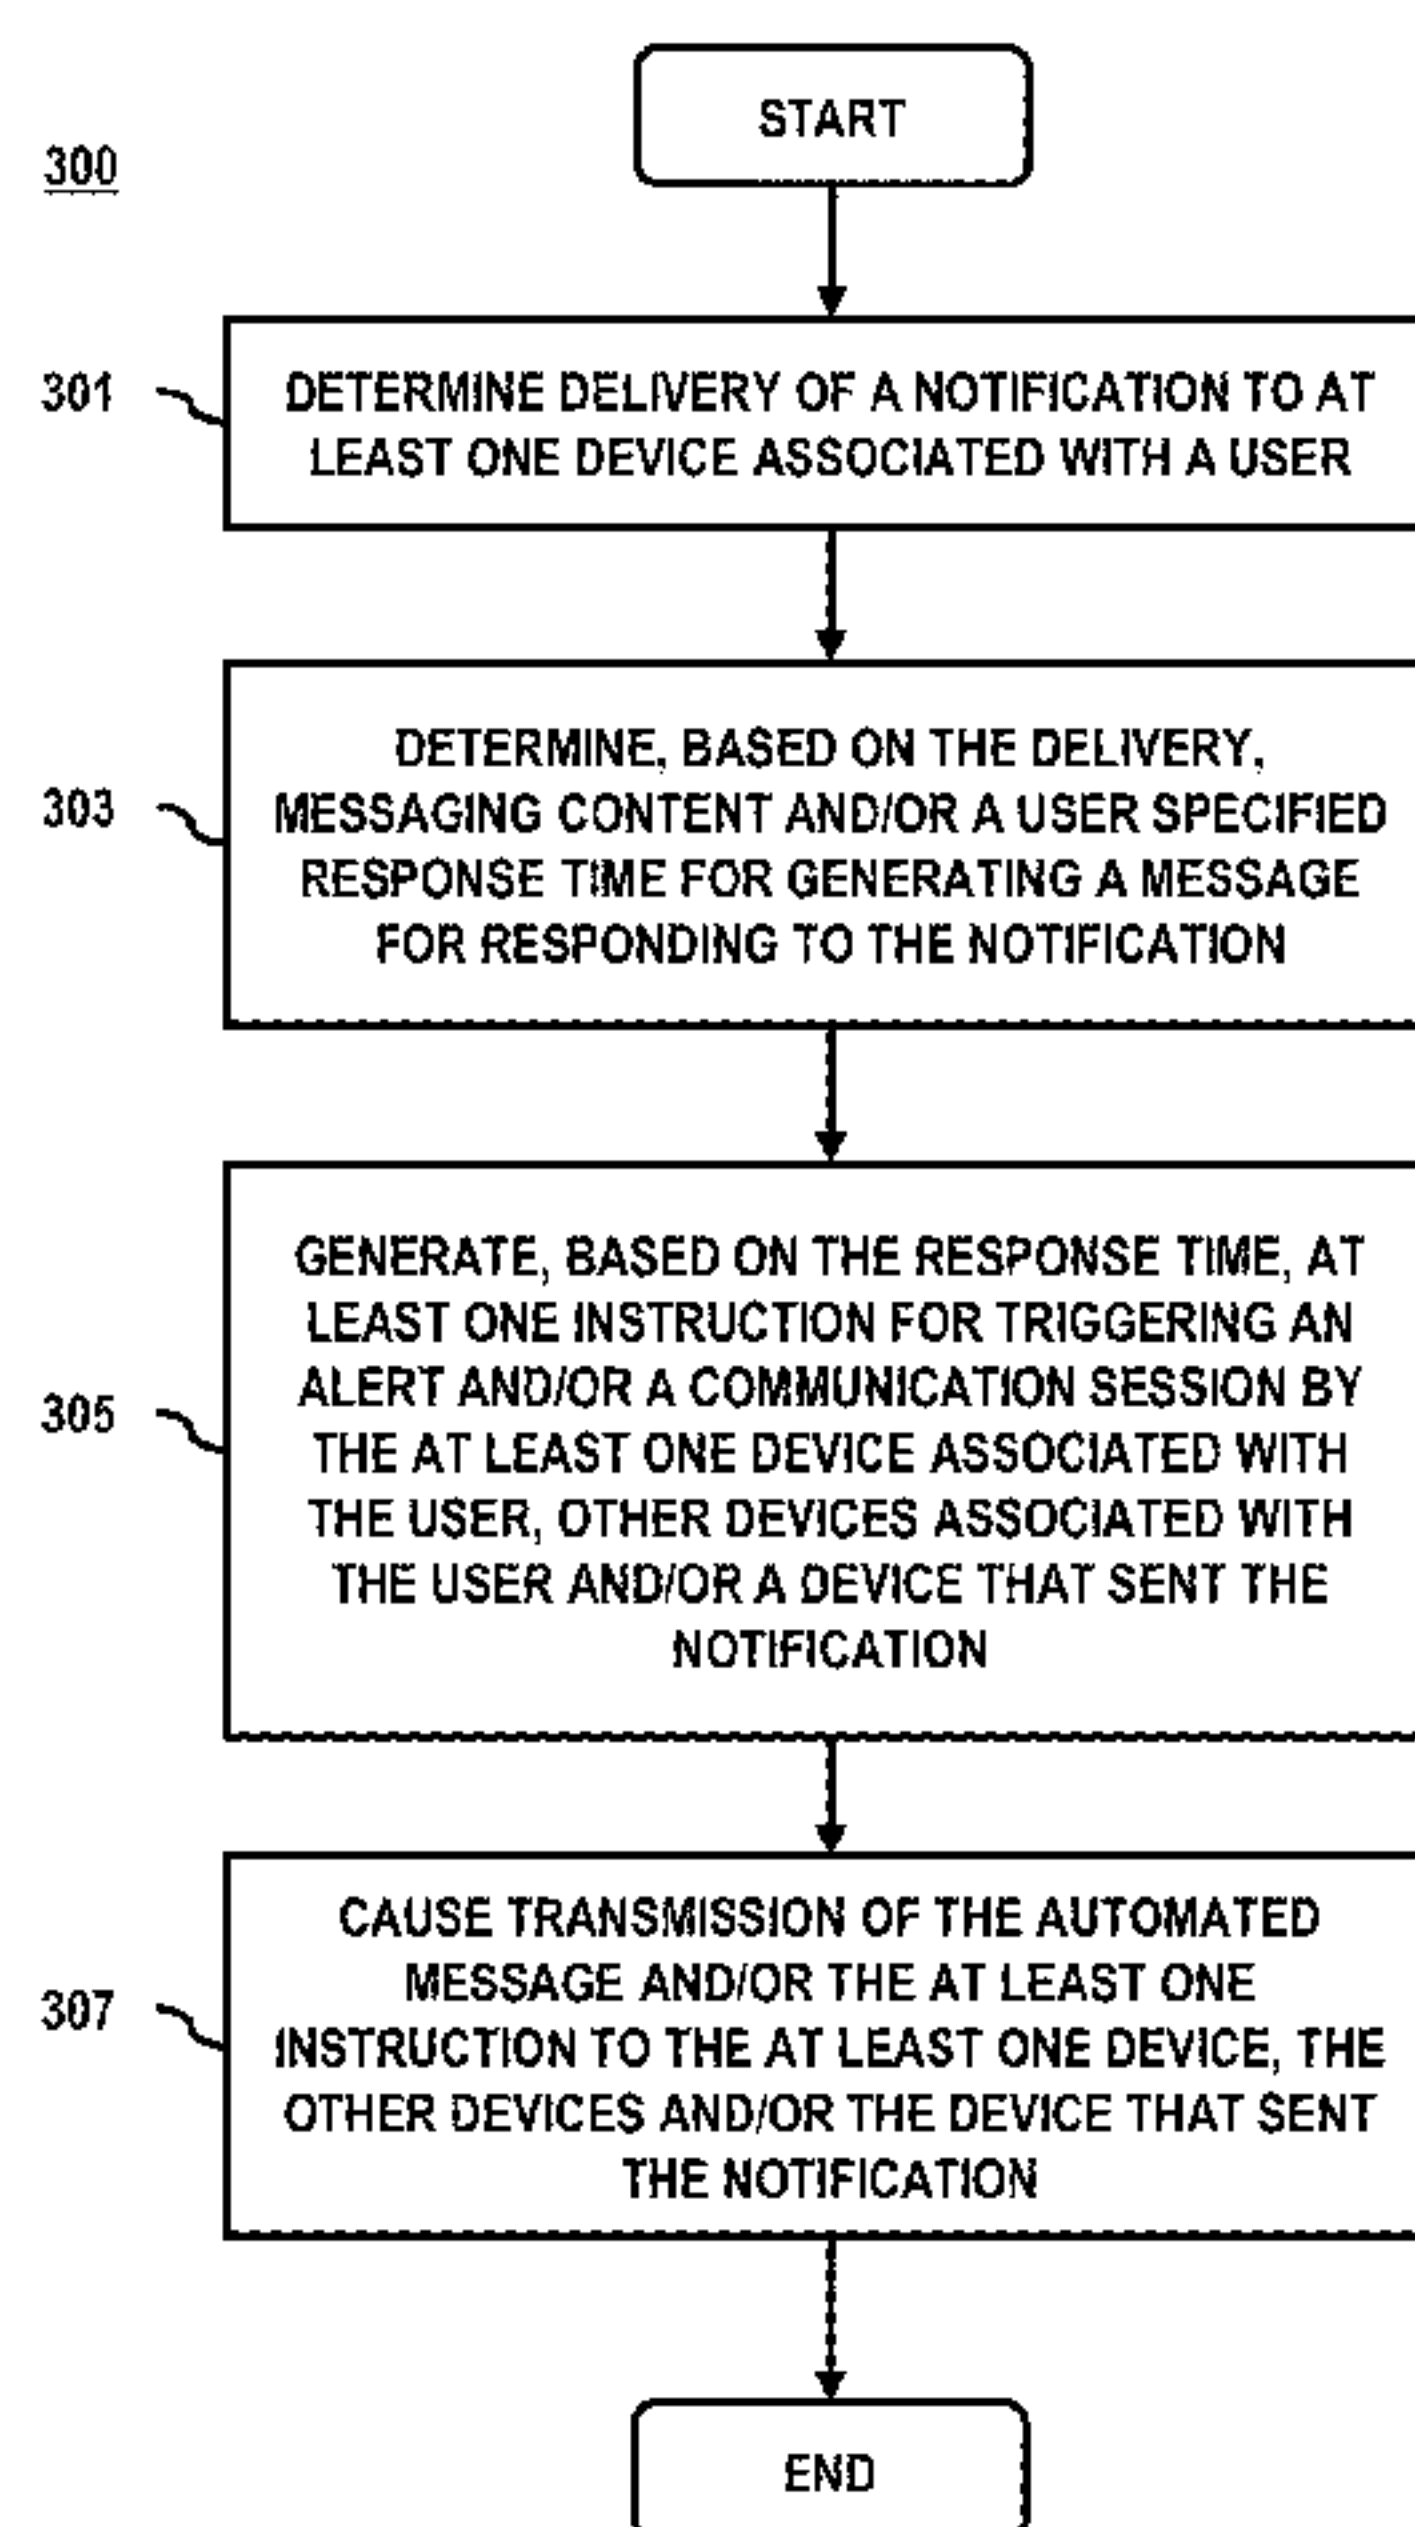 START
300
301
DETERMINE DELIVERY OF A NOTIFICATION TO AT
LEAST ONE DEVICE ASSOCIATED WITH A USER
303
DETERMINE, BASED ON THE DELIVERY,
MESSAGING CONTENT AND/OR A USER SPECIFIED
RESPONSE TIME FOR GENERATING A MESSAGE
FOR RESPONDING TO THE NOTIFICATION
305
GENERATE, BASED ON THE RESPONSE TIME, AT
LEAST ONE INSTRUCTION FOR TRIGGERING AN
ALERT AND/OR A COMMUNICATION SESSION BY
THE AT LEAST ONE DEVICE ASSOCIATED WITH
THE USER, OTHER DEVICES ASSOCIATED WITH
THE USER AND/OR A DEVICE THAT SENT THE
NOTIFICATION
307
CAUSE TRANSMISSION OF THE AUTOMATED
MESSAGE AND/OR THE AT LEAST ONE
INSTRUCTION TO THE AT LEAST ONE DEVICE, THE
OTHER DEVICES AND/OR THE DEVICE THAT SENT
THE NOTIFICATION
END